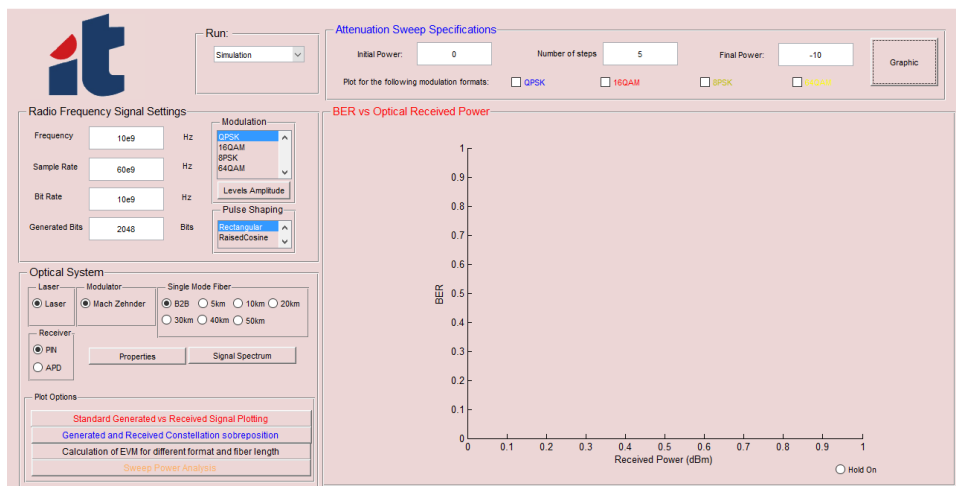 it
Run:
Simulation
Attenuation Sweep Specifications
Initial Power: 0 Number of steps 5 Final Power: -10
Graphic
Plot for the following modulation formats: QPSK 16QAM 8PSK 64QAM
Radio Frequency Signal Settings
Frequency 10e9 Hz
Sample Rate 60e9 Hz
Bit Rate 10e9 Hz
Generated Bits 2048 Bits
Modulation
QPSK
16QAM
8PSK
64QAM
Levels Amplitude
Pulse Shaping
Rectangular
RaisedCosine
Optical System
Laser
Laser
Modulator
Mach Zehnder
Single Mode Fiber
B2B 5km 10km 20km
30km 40km 50km
Receiver
PIN
APD
Properties
Signal Spectrum
Plot Options
Standard Generated vs Received Signal Plotting
Generated and Received Constellation sobreposition
Calculation of EVM for different format and fiber length
Sweep Power Analysis
BER vs Optical Received Power
1
0.9
0.8
0.7
0.6
0.5
0.4
0.3
0.2
0.1
0
BER
0 0.1 0.2 0.3 0.4 0.5 0.6 0.7 0.8 0.9 1
Received Power (dBm)
Hold On